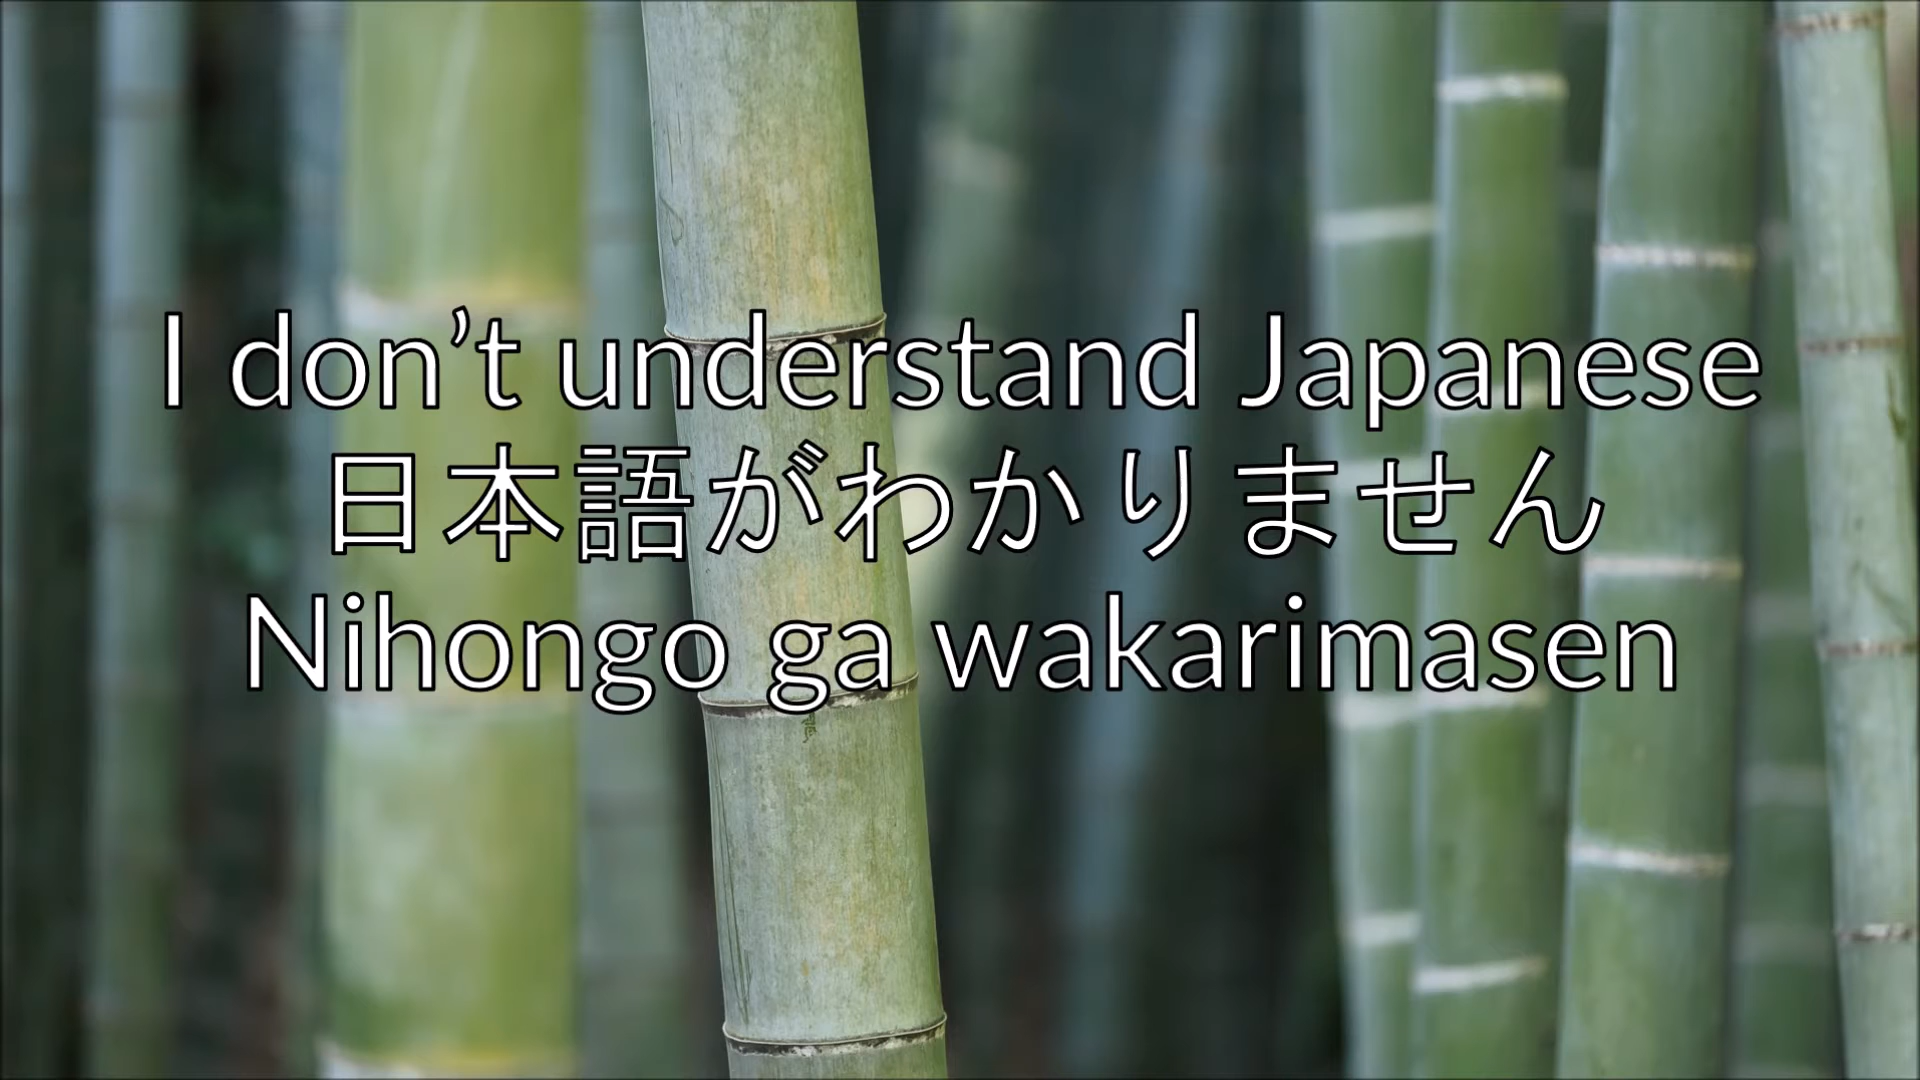 I don’t understand Japanese
日本語がわかりません
Nihongo ga wakarimasen